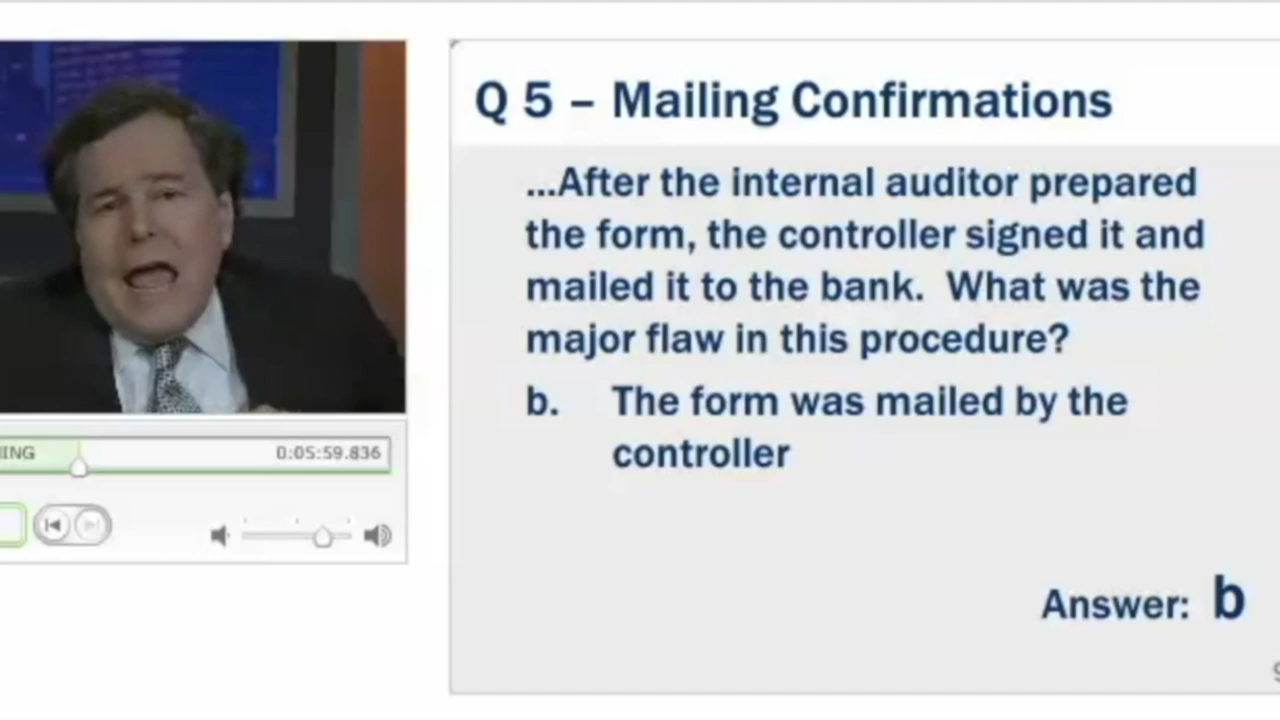 Q 5 – Mailing Confirmations
...After the internal auditor prepared
the form, the controller signed it and
mailed it to the bank. What was the
major flaw in this procedure?
b. The form was mailed by the
controller
Answer: b
ING 0:05:59.836
9